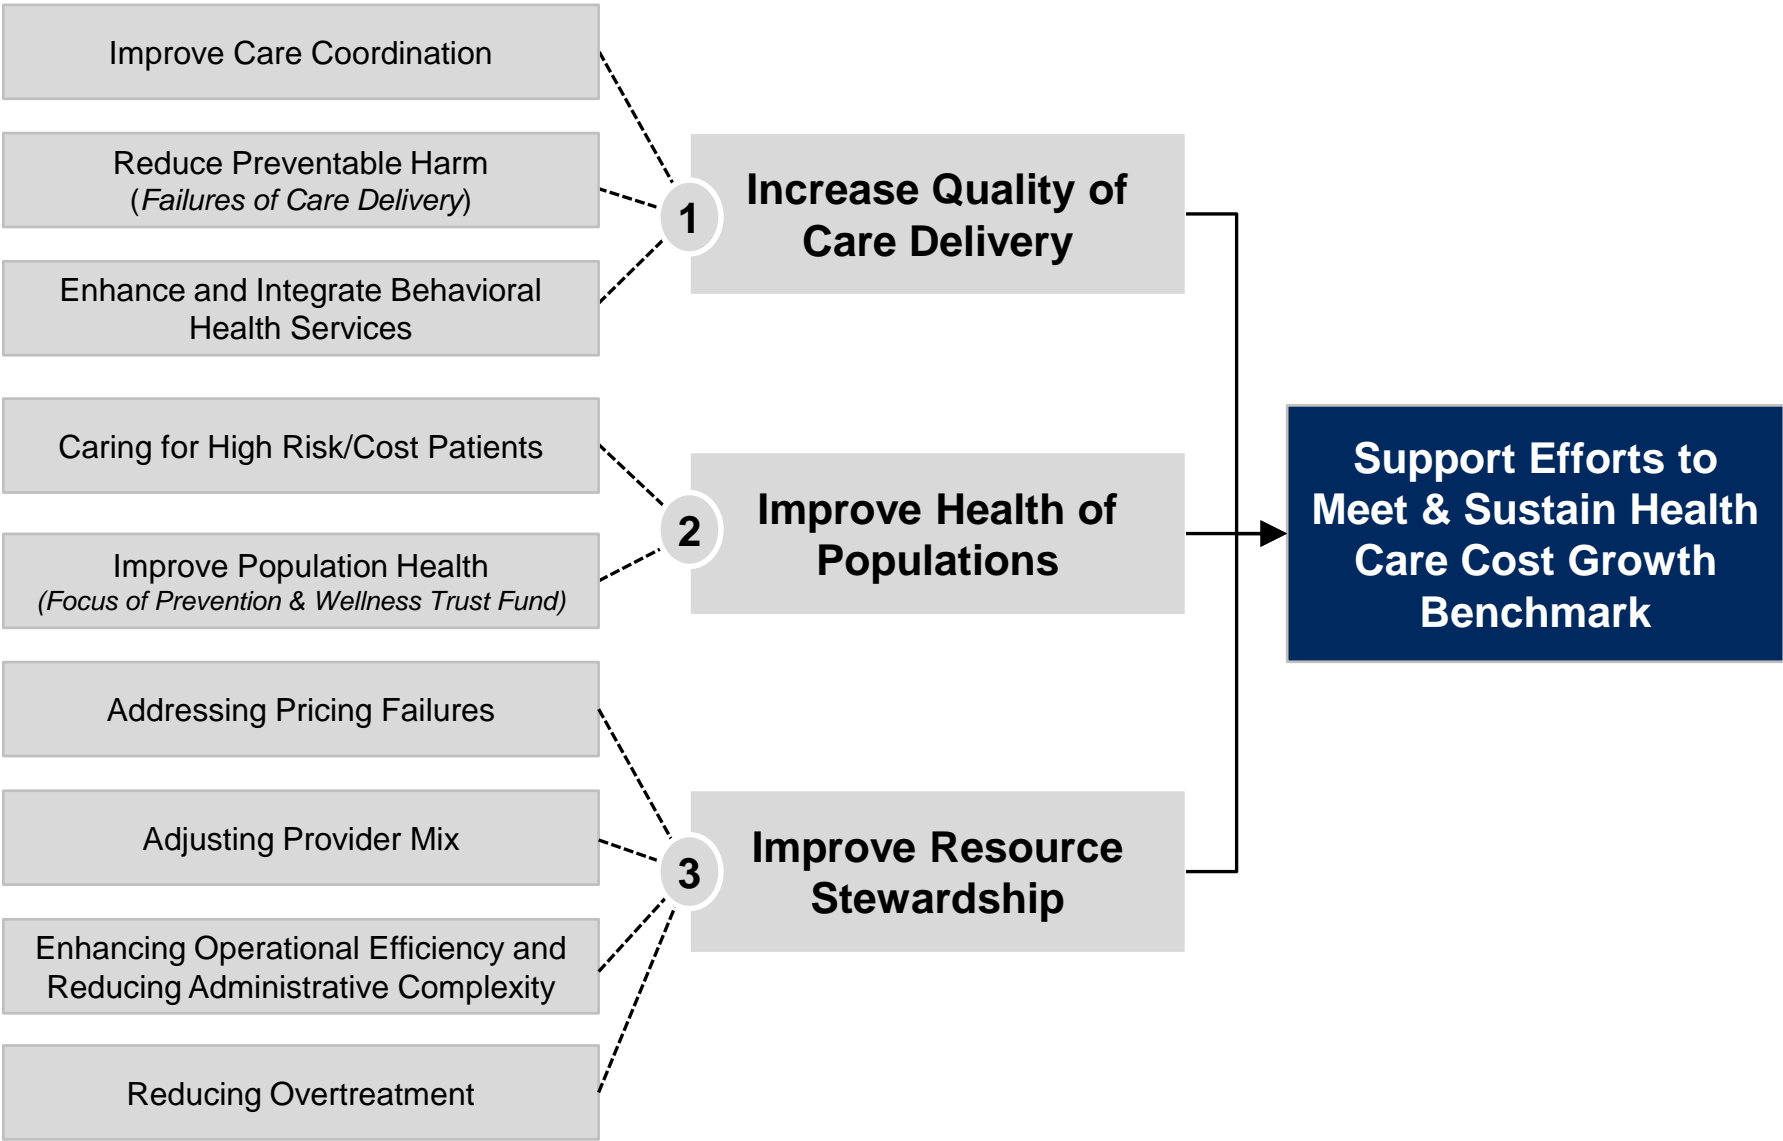 Improve Care Coordination
Reduce Preventable Harm
(Failures of Care Delivery)
Enhance and Integrate Behavioral
Health Services
1
Increase Quality of
Care Delivery
Caring for High Risk/Cost Patients
Improve Population Health
(Focus of Prevention & Wellness Trust Fund)
2
Improve Health of
Populations
Addressing Pricing Failures
Adjusting Provider Mix
Enhancing Operational Efficiency and
Reducing Administrative Complexity
Reducing Overtreatment
3
Improve Resource
Stewardship
Support Efforts to
Meet & Sustain Health
Care Cost Growth
Benchmark